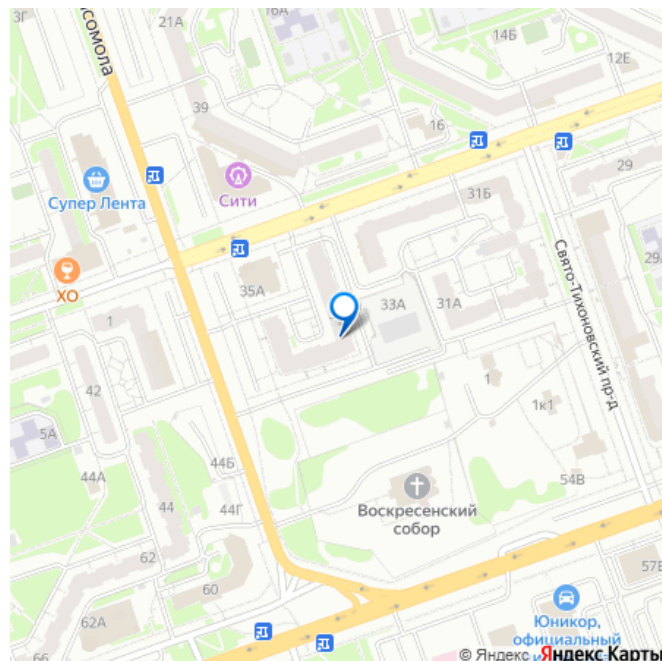 3Г
сомола
21А
16А
14Б
12Е
39
16
Супер Лента
Сити
29
31Б
ХО
35А
33А
31А
29А
Свято-Тихоновский пр-д
1
42
1
1к1
5А
44А
44Б
54В
44
44Г
Воскресенский
собор
62
60
57Б
62А
66
Юникор,
официальный
© Яндекс Яндекс Карты